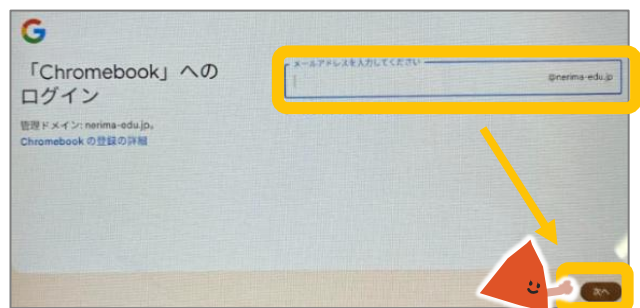 「Chromebook」への
ログイン
管理ドメイン: nerima-edu.jp。
Chromebook の登録の詳細
メールアドレスを入力してください
@nerima-edu.jp
次へ